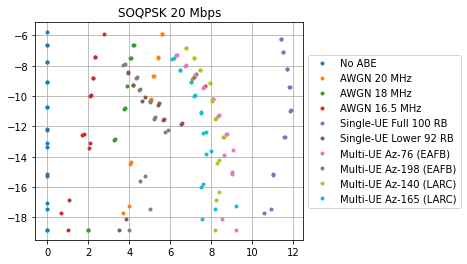 SOQPSK 20 Mbps
−6
−8
−10
−12
−14
−16
−18
0
2
4
6
8
10
12
No ABE
AWGN 20 MHz
AWGN 18 MHz
AWGN 16.5 MHz
Single-UE Full 100 RB
Single-UE Lower 92 RB
Multi-UE Az-76 (EAFB)
Multi-UE Az-198 (EAFB)
Multi-UE Az-140 (LARC)
Multi-UE Az-165 (LARC)